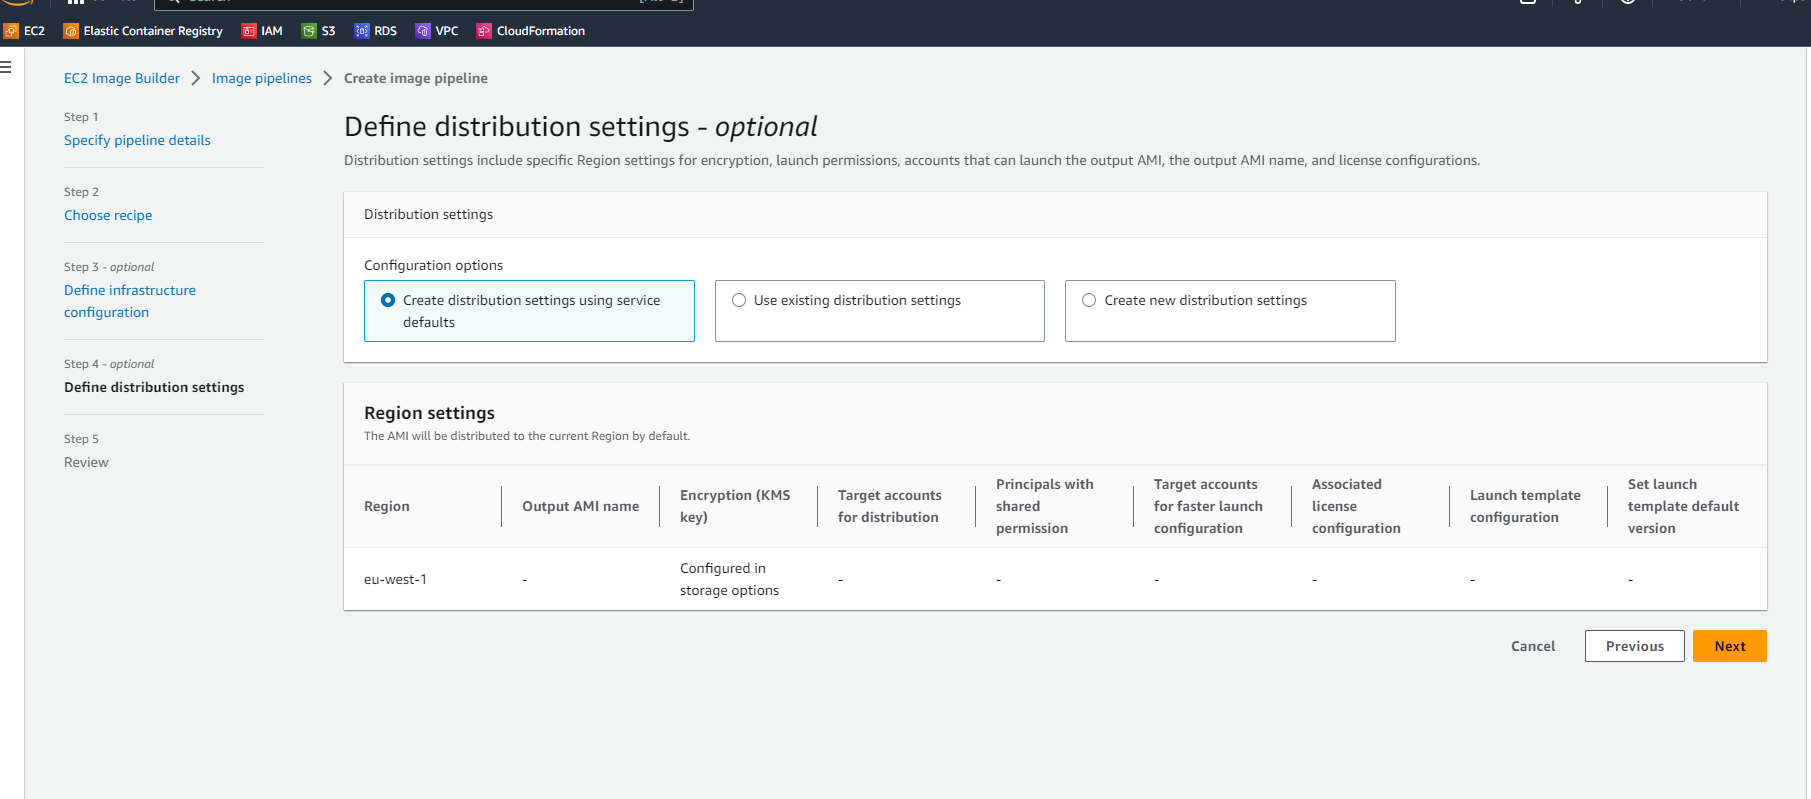 EC2 Elastic Container Registry IAM S3 RDS VPC CloudFormation
EC2 Image Builder > Image pipelines > Create image pipeline
Step 1
Specify pipeline details
Step 2
Choose recipe
Step 3 - optional
Define infrastructure
configuration
Step 4 - optional
Define distribution settings
Step 5
Review
Define distribution settings - optional
Distribution settings include specific Region settings for encryption, launch permissions, accounts that can launch the output AMI, the output AMI name, and license configurations.
Distribution settings
Configuration options
Create distribution settings using service
defaults
Use existing distribution settings
Create new distribution settings
Region settings
The AMI will be distributed to the current Region by default.
Region
Output AMI name
Encryption (KMS
key)
Target accounts
for distribution
Principals with
shared
permission
Target accounts
for faster launch
configuration
Associated
license
configuration
Launch template
configuration
Set launch
template default
version
eu-west-1
-
Configured in
storage options
-
-
-
-
-
-
Cancel
Previous
Next